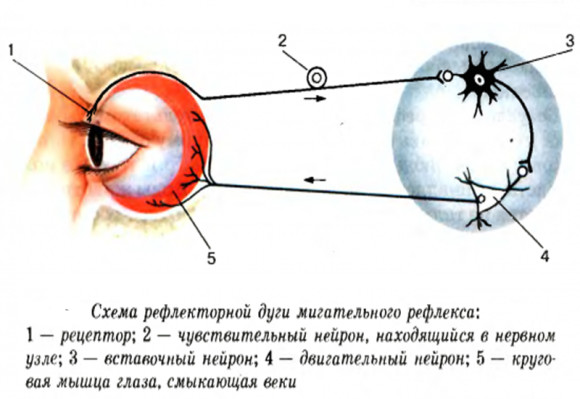 1
2
3
4
5
Схема рефлекторной дуги мигательного рефлекса:
1 — рецептор; 2 — чувствительный нейрон, находящийся в нервном
узле; 3 — вставочный нейрон; 4 — двигательный нейрон; 5 — круго-
вая мышца глаза, смыкающая веки